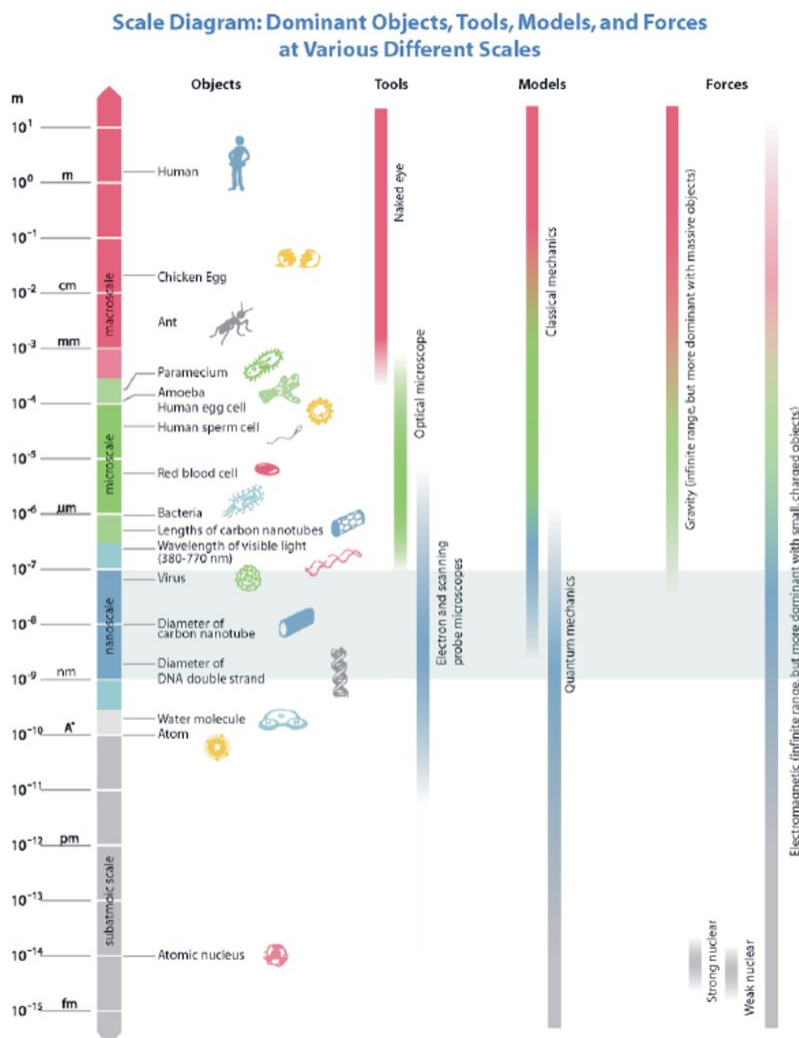 Scale Diagram: Dominant Objects, Tools, Models, and Forces
at Various Different Scales
Objects
Tools
Models
Forces
m
10¹
10⁰
m
10⁻¹
10⁻²
cm
10⁻³
mm
10⁻⁴
10⁻⁵
10⁻⁶
µm
10⁻⁷
10⁻⁸
10⁻⁹
nm
10⁻¹⁰
A°
10⁻¹¹
10⁻¹²
pm
10⁻¹³
10⁻¹⁴
10⁻¹⁵
fm
macroscale
microscale
nanoscale
subatmoic scale
Human
Chicken Egg
Ant
Paramecium
Amoeba
Human egg cell
Human sperm cell
Red blood cell
Bacteria
Lengths of carbon nanotubes
Wavelength of visible light
(380-770 nm)
Virus
Diameter of
carbon nanotube
Diameter of
DNA double strand
Water molecule
Atom
Atomic nucleus
Naked eye
Optical microscope
Electron and scanning
probe microscopes
Classical mechanics
Quantum mechanics
Gravity (infinite range, but more dominant with massive objects)
Strong nuclear
Weak nuclear
Electromagnetic (infinite range, but more dominant with small, charged objects)